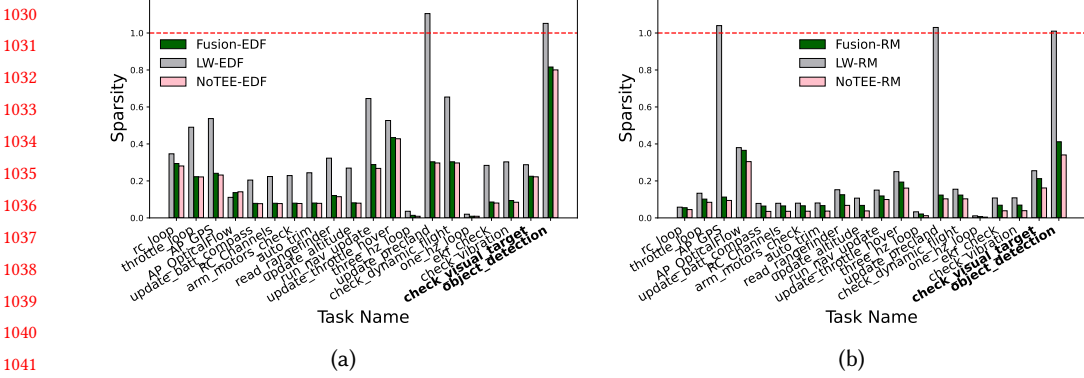 1030
1031
1032
1033
1034
1035
1036
1037
1038
1039
1040
1041
Sparsity
1.0
0.8
0.6
0.4
0.2
0.0
Fusion-EDF
LW-EDF
NoTEE-EDF
rc_loop
throttle_loop
AP_GPS
AP_OpticalFlow
update_batt_compass
RC_Channels
arm_motors_check
auto_trim
read_rangefinder
update_altitude
run_nav_update
update_throttle_hover
three_hz_loop
update_precland
check_dynamic_flight
one_hz_loop
ekf_check
check_vibration
check_visual_target
object_detection
Task Name
(a)
Sparsity
1.0
0.8
0.6
0.4
0.2
0.0
Fusion-RM
LW-RM
NoTEE-RM
rc_loop
throttle_loop
AP_GPS
AP_OpticalFlow
update_batt_compass
RC_Channels
arm_motors_check
auto_trim
read_rangefinder
update_altitude
run_nav_update
update_throttle_hover
three_hz_loop
update_precland
check_dynamic_flight
one_hz_loop
ekf_check
check_vibration
check_visual_target
object_detection
Task Name
(b)